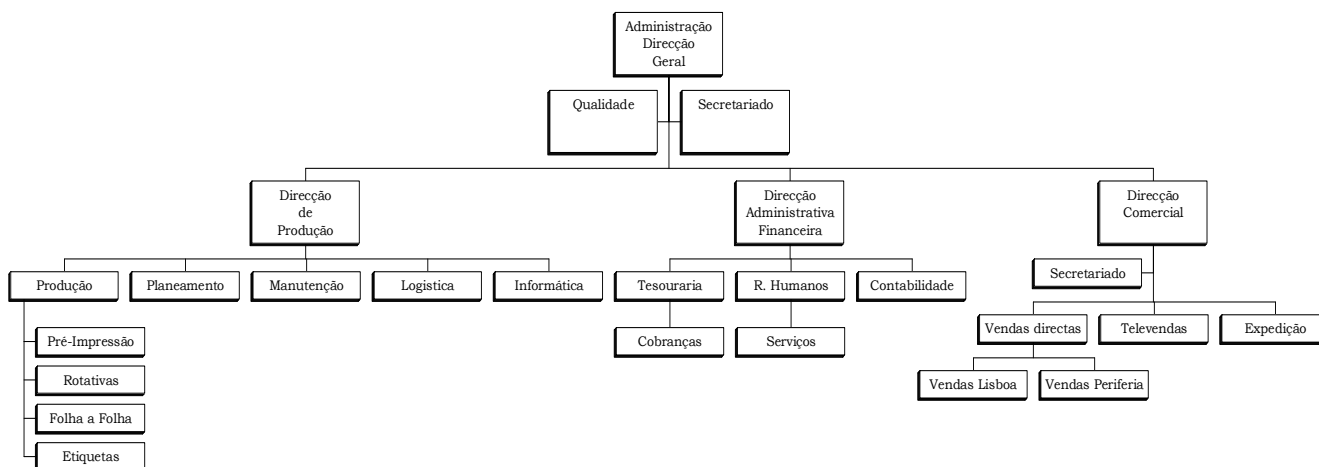 Administração
Direcção
Geral
Qualidade
Secretariado
Direcção
de
Produção
Direcção
Administrativa
Financeira
Direcção
Comercial
Secretariado
Produção
Planeamento
Manutenção
Logistica
Informática
Tesouraria
R. Humanos
Contabilidade
Vendas directas
Televendas
Expedição
Pré-Impressão
Cobranças
Serviços
Rotativas
Vendas Lisboa
Vendas Periferia
Folha a Folha
Etiquetas